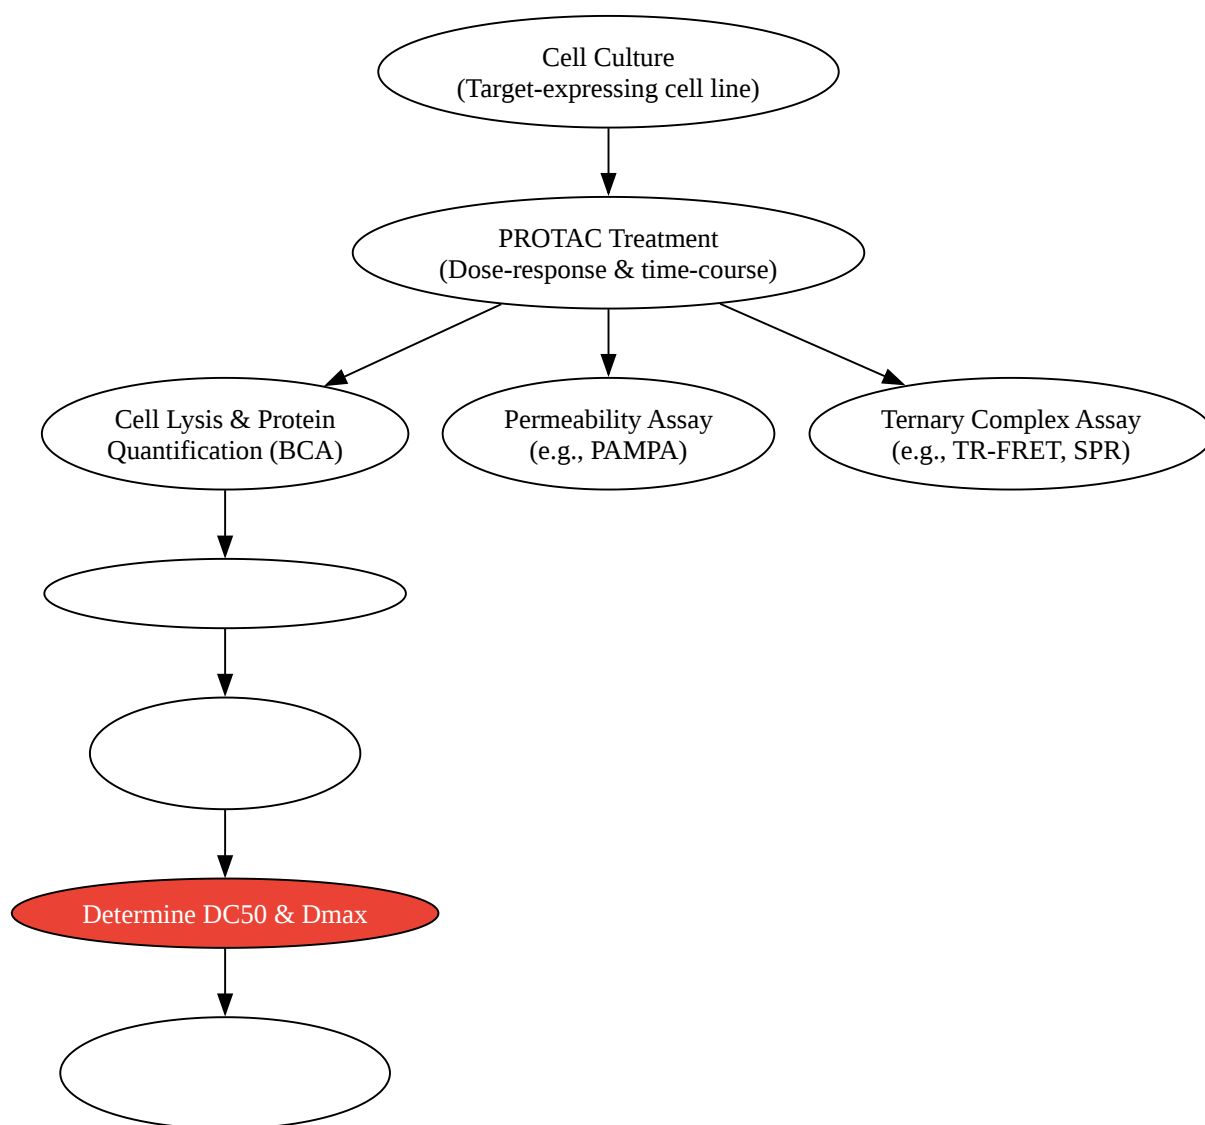 Cell Culture
(Target-expressing cell line)
PROTAC Treatment
(Dose-response & time-course)
Cell Lysis & Protein
Quantification (BCA)
Permeability Assay
(e.g., PAMPA)
Ternary Complex Assay
(e.g., TR-FRET, SPR)
Determine DC50 & Dmax